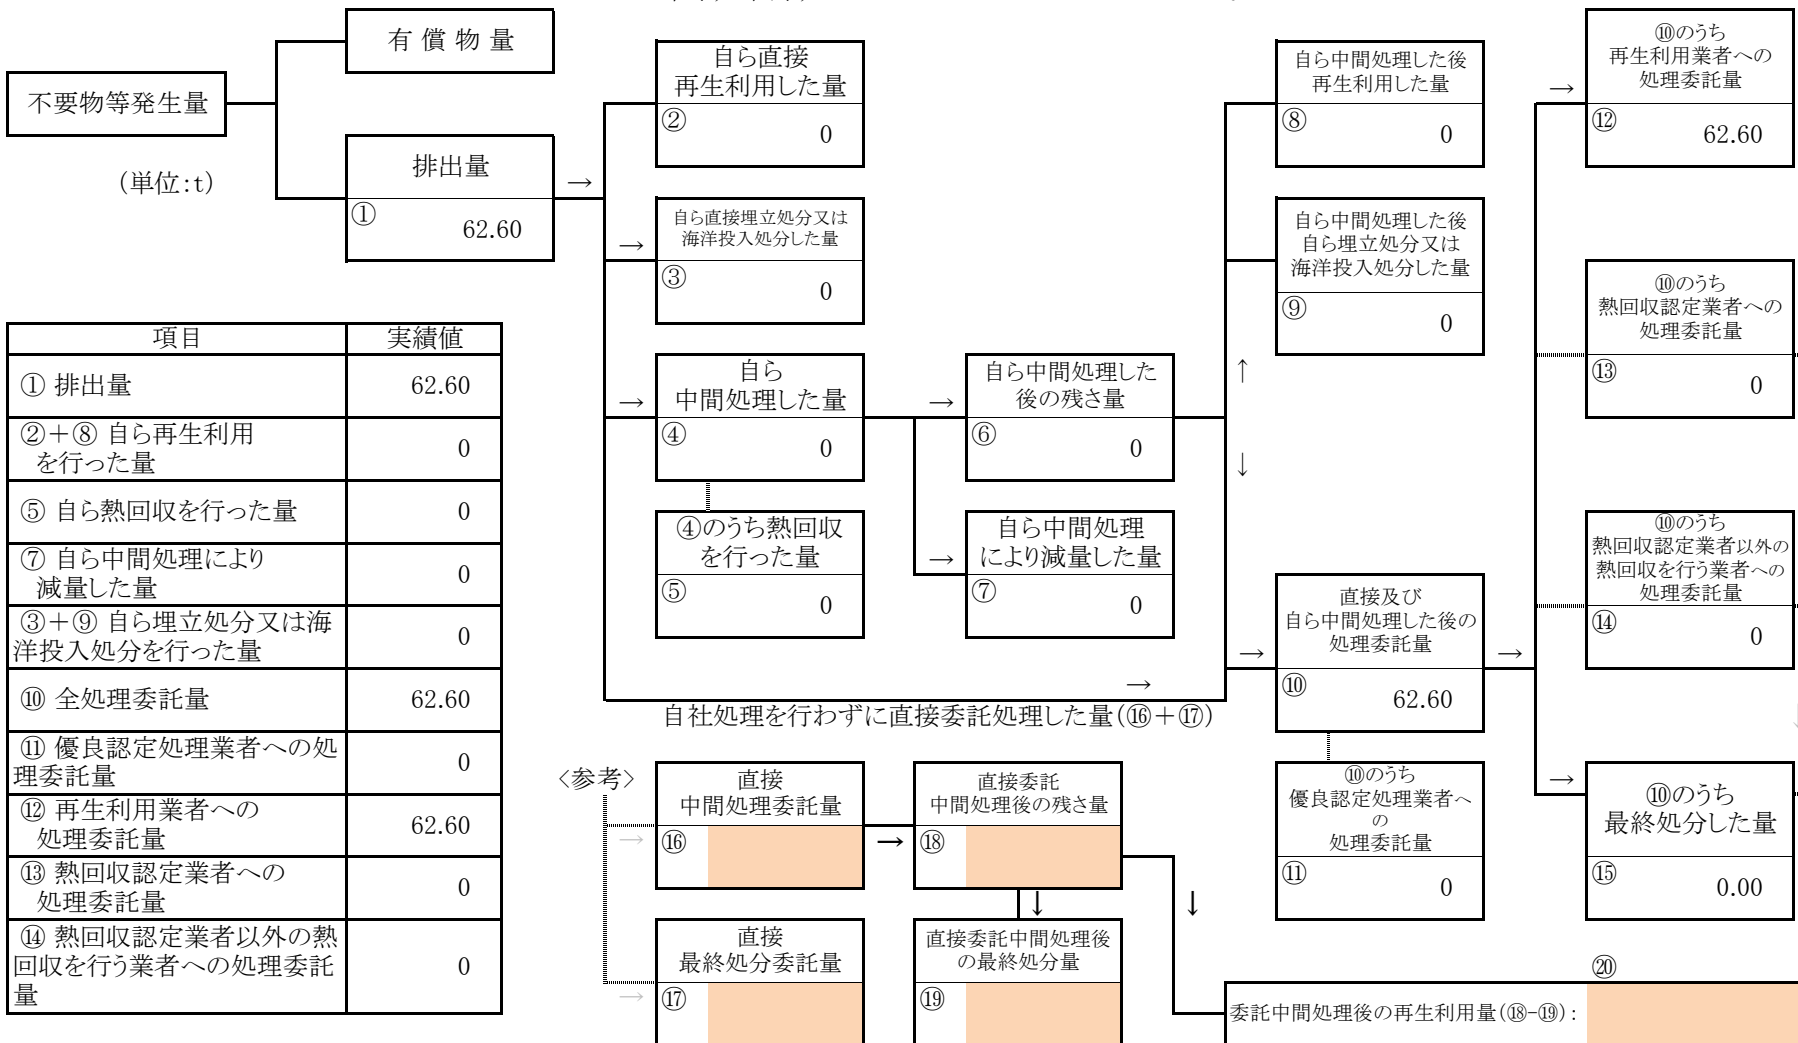 有 償 物 量
不要物等発生量
(単位:t)
排出量
①
62.60
→
自ら直接
再生利用した量
②
0
→
自ら直接埋立処分又は
海洋投入処分した量
③
0
→
自ら
中間処理した量
④
0
④のうち熱回収
を行った量
⑤
0
→
自ら中間処理した
後の残さ量
⑥
0
→
自ら中間処理
により減量した量
⑦
0
自ら中間処理した後
再生利用した量
⑧
0
自ら中間処理した後
自ら埋立処分又は
海洋投入処分した量
⑨
0
↑
↓
→
直接及び
自ら中間処理した後の
処理委託量
⑩
62.60
→
→
自社処理を行わずに直接委託処理した量(⑯+⑰)
⑩のうち
優良認定処理業者へ
の
処理委託量
⑪
0
→
⑩のうち
再生利用業者への
処理委託量
⑫
62.60
⑩のうち
熱回収認定業者への
処理委託量
⑬
0
⑩のうち
熱回収認定業者以外の
熱回収を行う業者への
処理委託量
⑭
0
→
⑩のうち
最終処分した量
⑮
0.00
項目 実績値
① 排出量 62.60
②+⑧ 自ら再生利用
を行った量 0
⑤ 自ら熱回収を行った量 0
⑦ 自ら中間処理により
減量した量 0
③+⑨ 自ら埋立処分又は海
洋投入処分を行った量 0
⑩ 全処理委託量 62.60
⑪ 優良認定処理業者への処
理委託量 0
⑫ 再生利用業者への
処理委託量 62.60
⑬ 熱回収認定業者への
処理委託量 0
⑭ 熱回収認定業者以外の熱
回収を行う業者への処理委託
量 0
<参考>
→
直接
中間処理委託量
⑯
→
直接委託
中間処理後の残さ量
⑱
↓
↓
→
直接
最終処分委託量
⑰
直接委託中間処理後
の最終処分量
⑲
⑳
委託中間処理後の再生利用量(⑱-⑲):